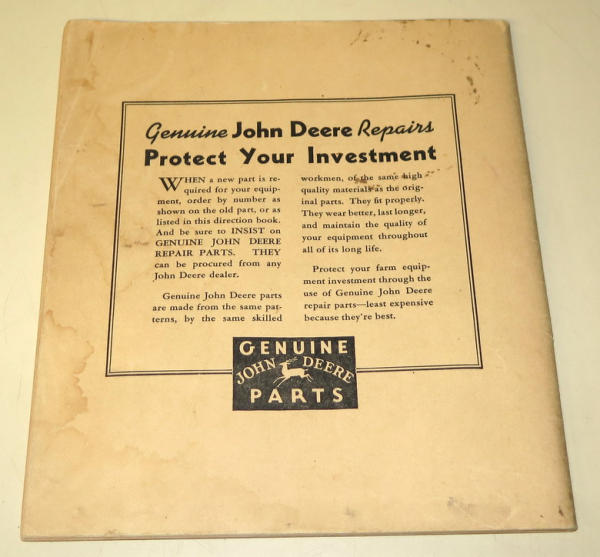 Genuine John Deere Repairs
Protect Your Investment
WHEN a new part is re-
quired for your equip-
ment, order by number as
shown on the old part, or as
listed in this direction book.
And be sure to INSIST on
GENUINE JOHN DEERE
REPAIR PARTS. THEY
can be procured from any
John Deere dealer.
Genuine John Deere parts
are made from the same pat-
terns, by the same skilled
workmen, of the same high
quality materials as the orig-
inal parts. They fit properly.
They wear better, last longer,
and maintain the quality of
your equipment throughout
all of its long life.
Protect your farm equip-
ment investment through the
use of Genuine John Deere
repair parts—least expensive
because they're best.
GENUINE
JOHN DEERE
PARTS